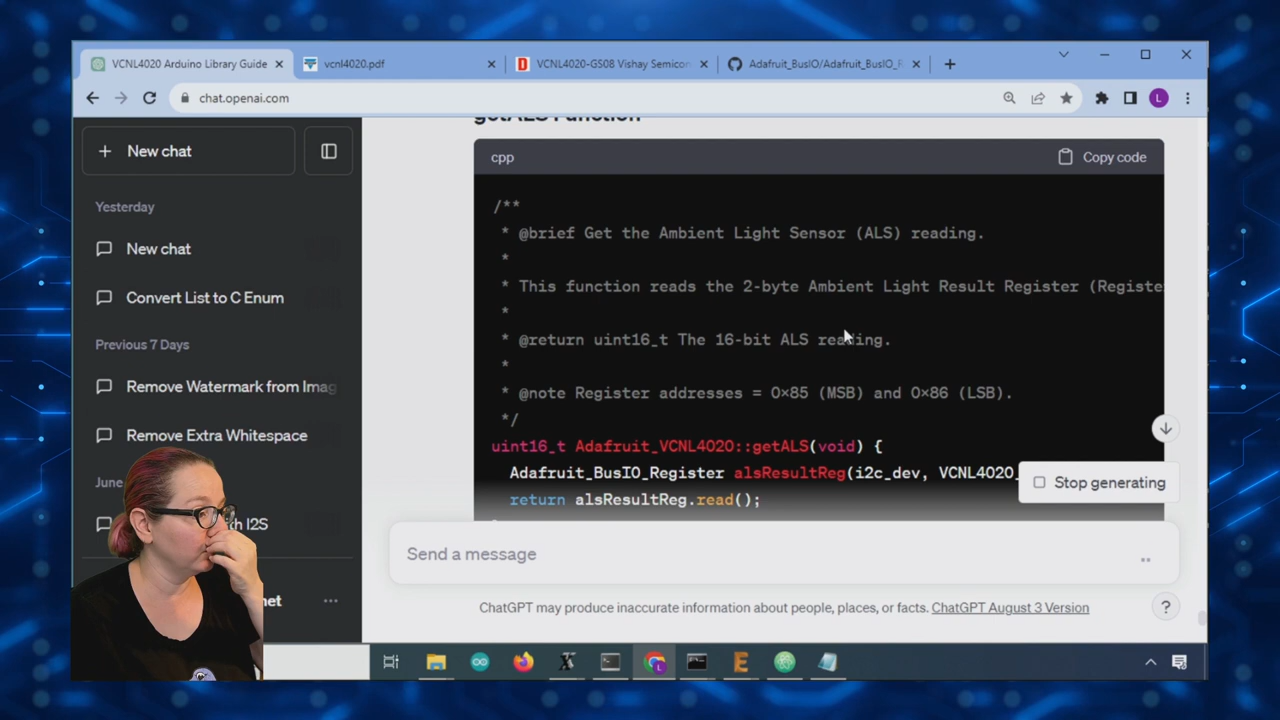 VCNL4020 Arduino Library Guide
vcnl4020.pdf
VCNL4020-GS08 Vishay Semicon
Adafruit_BusIO/Adafruit_BusIO_R
chat.openai.com
L
New chat
Yesterday
New chat
Convert List to C Enum
Previous 7 Days
Remove Watermark from Imag
Remove Extra Whitespace
June
I2S
getALS Function
cpp
Copy code
/**
* @brief Get the Ambient Light Sensor (ALS) reading.
*
* This function reads the 2-byte Ambient Light Result Register (Registe
*
* @return uint16_t The 16-bit ALS reading.
*
* @note Register addresses = 0x85 (MSB) and 0x86 (LSB).
*/
uint16_t Adafruit_VCNL4020::getALS(void) {
Adafruit_BusIO_Register alsResultReg(i2c_dev, VCNL4020_
return alsResultReg.read();
Stop generating
Send a message
ChatGPT may produce inaccurate information about people, places, or facts. ChatGPT August 3 Version
?